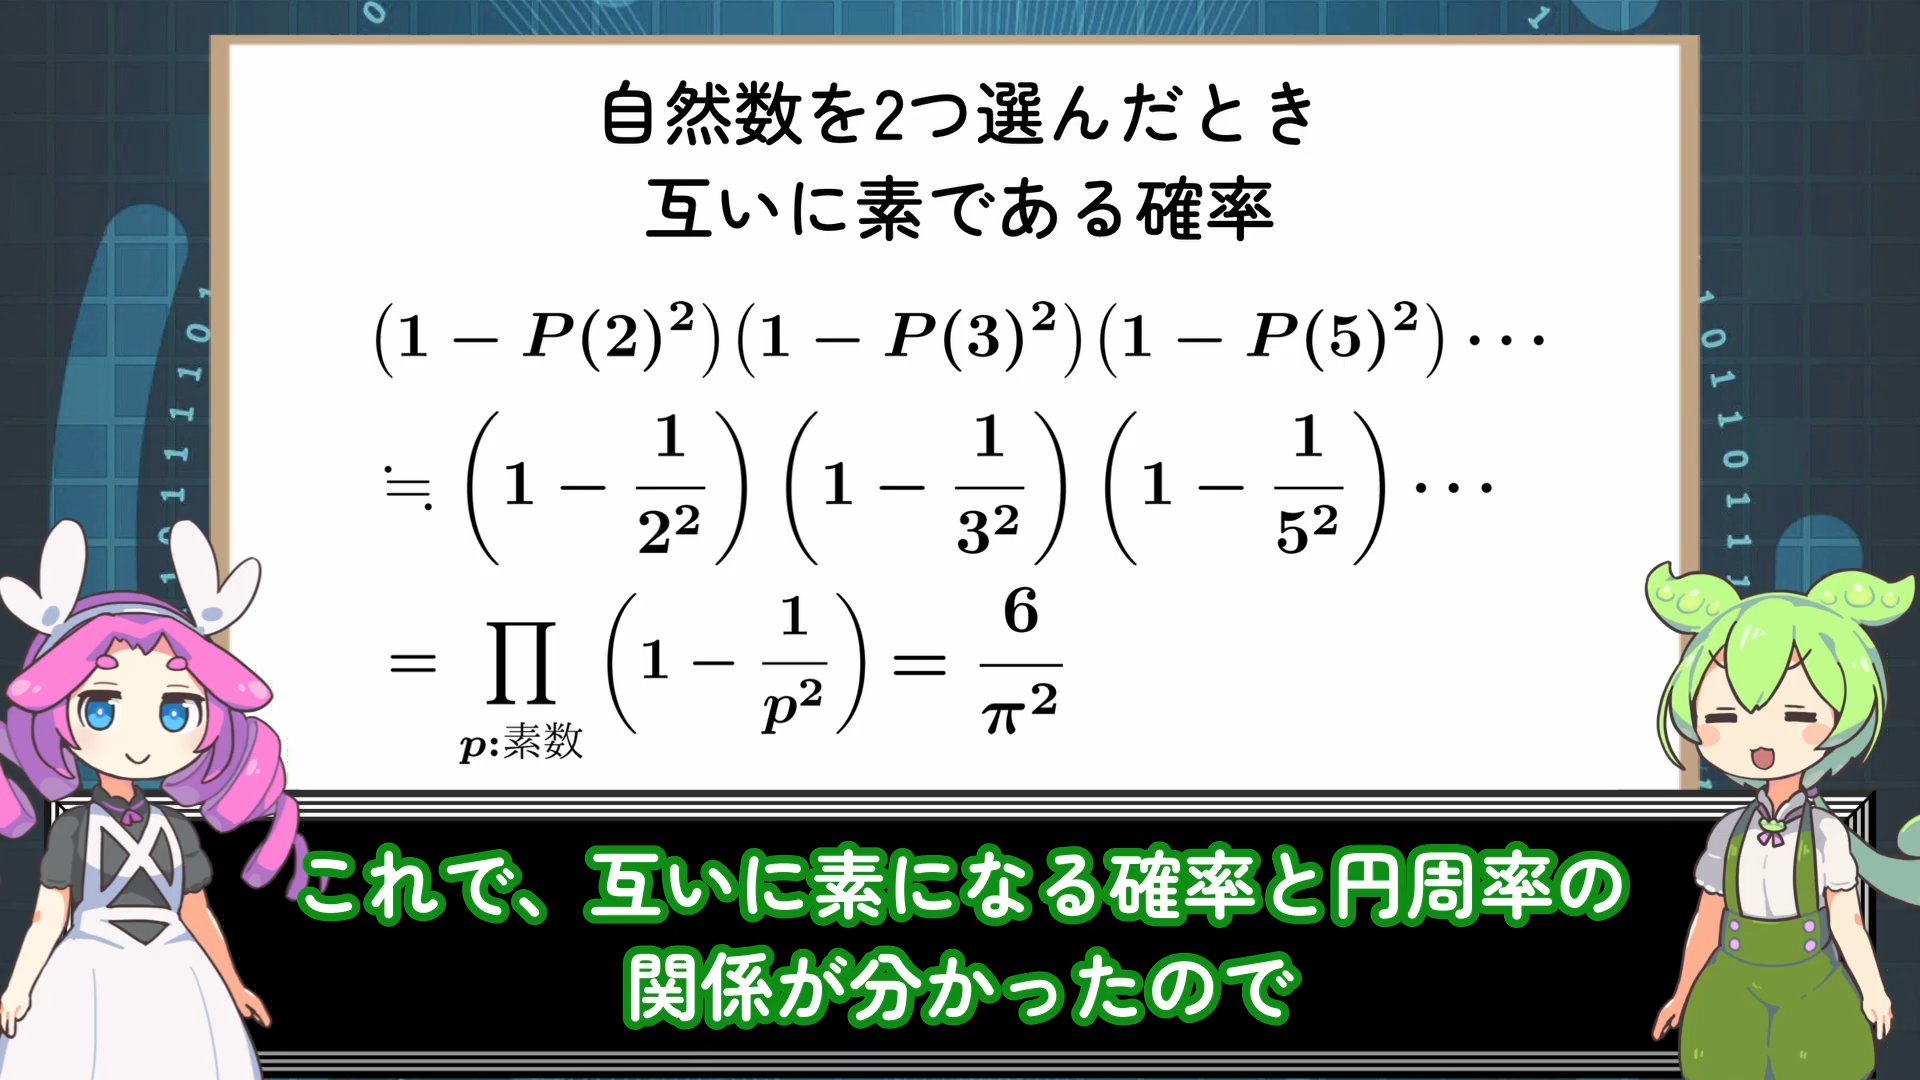 自然数を2つ選んだとき
互いに素である確率
(1 − P(2)²)(1 − P(3)²)(1 − P(5)²)⋯
≒ (1 − 1/2²)(1 − 1/3²)(1 − 1/5²)⋯
= ∏_{p:素数} (1 − 1/p²) = 6/π²
これで、互いに素になる確率と円周率の
関係が分かったので